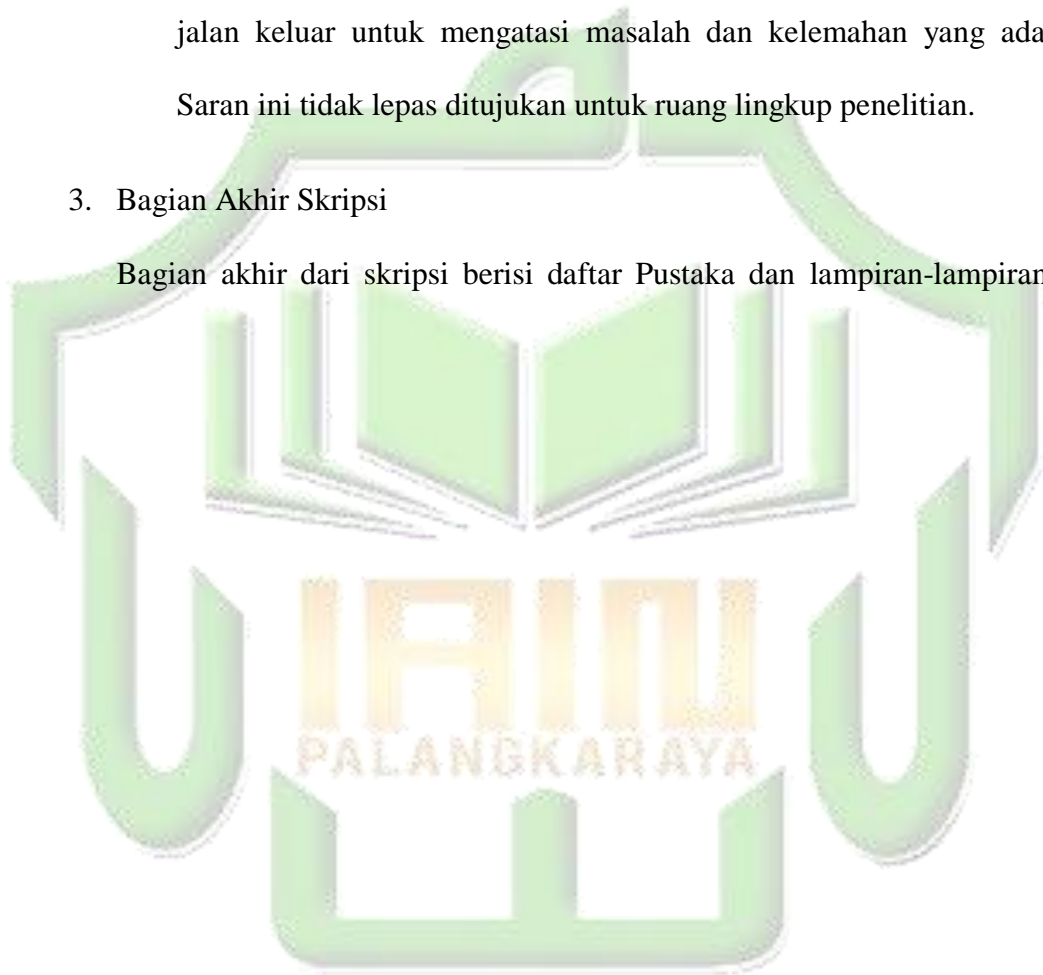 jalan keluar untuk mengatasi masalah dan kelemahan yang ada
Saran ini tidak lepas ditujukan untuk ruang lingkup penelitian.
3. Bagian Akhir Skripsi
Bagian akhir dari skripsi berisi daftar Pustaka dan lampiran-lampiran
IAIN
PALANGKARAYA